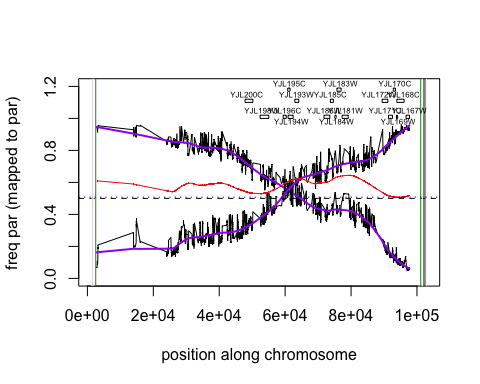 YJL195C YJL183W YJL170C
YJL200C YJL193W YJL185C YJL172W YJL168C
YJL198W YJL196C YJL186W YJL181W YJL171C YJL167W
YJL194W YJL184W YJL169W
freq par (mapped to par)
1.2
0.8
0.4
0.0
0e+00 2e+04 4e+04 6e+04 8e+04 1e+05
position along chromosome